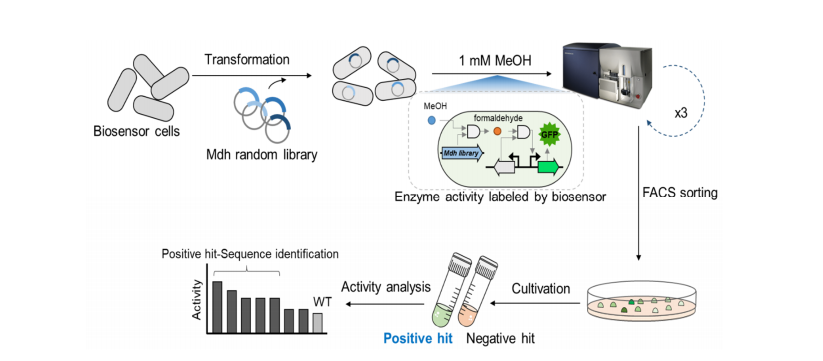 Transformation
1 mM MeOH
Biosensor cells
Mdh random library
MeOH
formaldehyde
GFP
Mdh library
x3
Enzyme activity labeled by biosensor
FACS sorting
Positive hit-Sequence identification
Activity
WT
Activity analysis
Cultivation
Positive hit
Negative hit